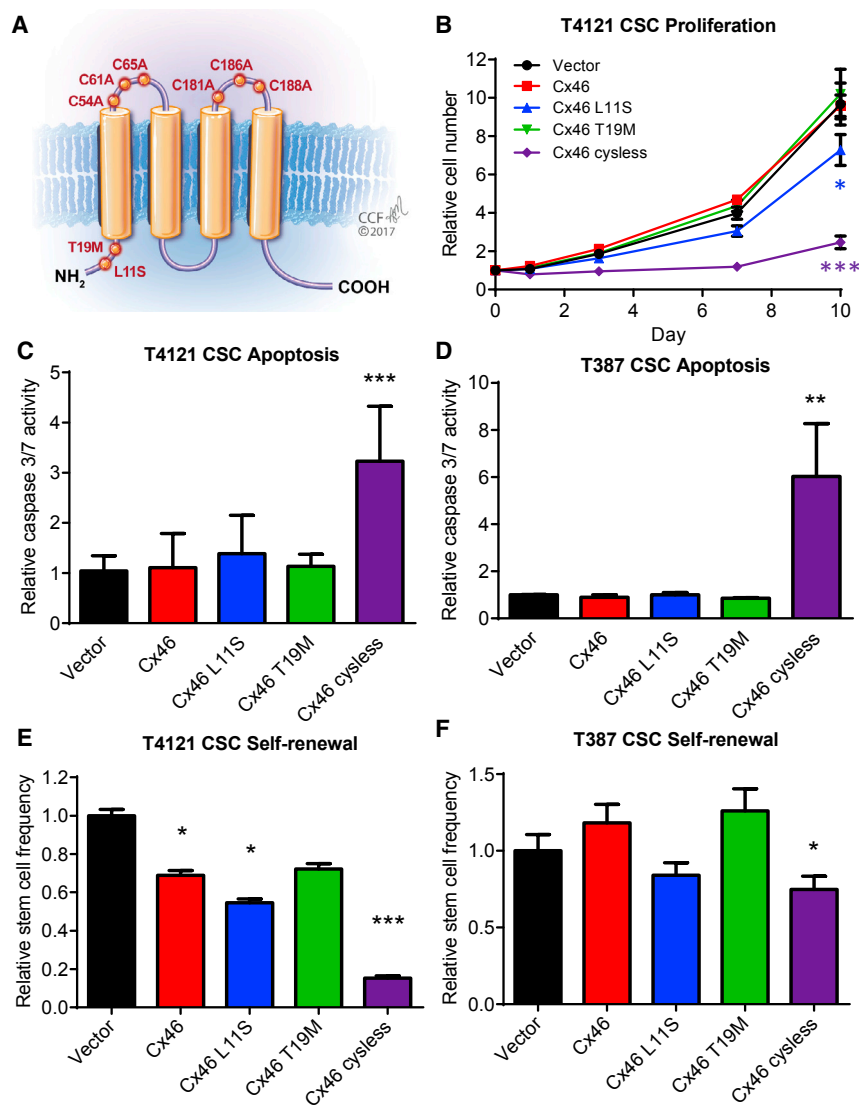 A
C65A
C61A
C54A
C186A
C181A
C188A
T19M
L11S
NH2
COOH
CCF
©2017
B
T4121 CSC Proliferation
Vector
Cx46
Cx46 L11S
Cx46 T19M
Cx46 cysless
Relative cell number
12
10
8
6
4
2
0
0
2
4
6
8
10
Day
*
***
C
T4121 CSC Apoptosis
Relative caspase 3/7 activity
5
4
3
2
1
0
***
Vector
Cx46
Cx46 L11S
Cx46 T19M
Cx46 cysless
D
T387 CSC Apoptosis
Relative caspase 3/7 activity
10
8
6
4
2
0
**
Vector
Cx46
Cx46 L11S
Cx46 T19M
Cx46 cysless
E
T4121 CSC Self-renewal
Relative stem cell frequency
1.2
1.0
0.8
0.6
0.4
0.2
0.0
*
*
***
Vector
Cx46
Cx46 L11S
Cx46 T19M
Cx46 cysless
F
T387 CSC Self-renewal
Relative stem cell frequency
1.5
1.0
0.5
0.0
*
Vector
Cx46
Cx46 L11S
Cx46 T19M
Cx46 cysless